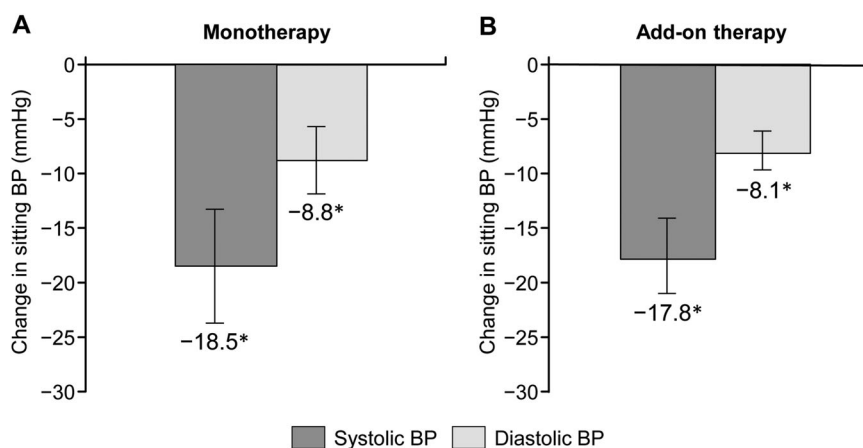 A
Monotherapy
Change in sitting BP (mmHg)
0
−5
−10
−15
−20
−25
−30
−18.5*
−8.8*
B
Add-on therapy
Change in sitting BP (mmHg)
0
−5
−10
−15
−20
−25
−30
−17.8*
−8.1*
Systolic BP
Diastolic BP